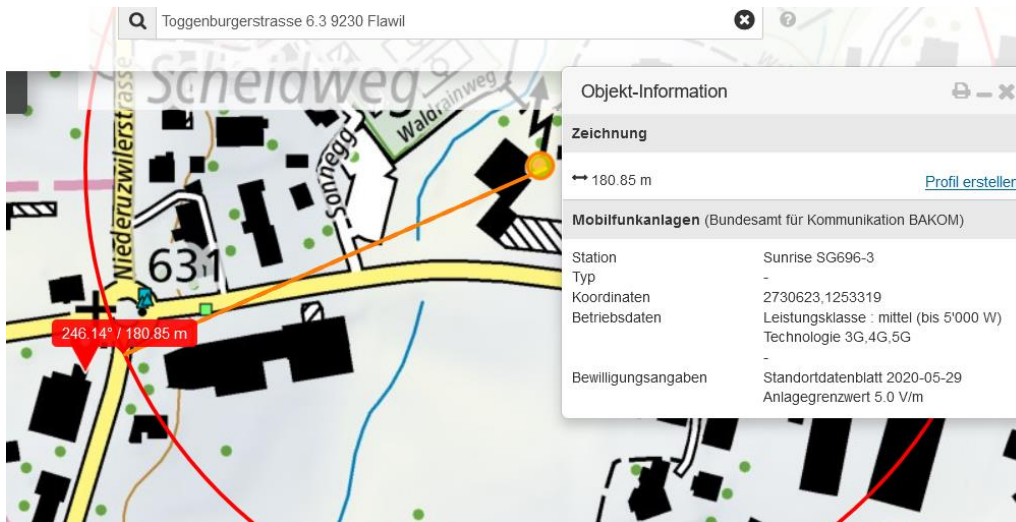 Toggenburgerstrasse 6.3 9230 Flawil
Scheidweg
Waldrainweg
Niederuzwilerstrasse
Sonnegg
631
246.14° / 180.85 m
Objekt-Information
Zeichnung
180.85 m
Profil erstellen
Mobilfunkanlagen (Bundesamt für Kommunikation BAKOM)
Station Sunrise SG696-3
Typ -
Koordinaten 2730623,1253319
Betriebsdaten Leistungsklasse : mittel (bis 5'000 W)
Technologie 3G,4G,5G
-
Bewilligungsangaben Standortdatenblatt 2020-05-29
Anlagegrenzwert 5.0 V/m